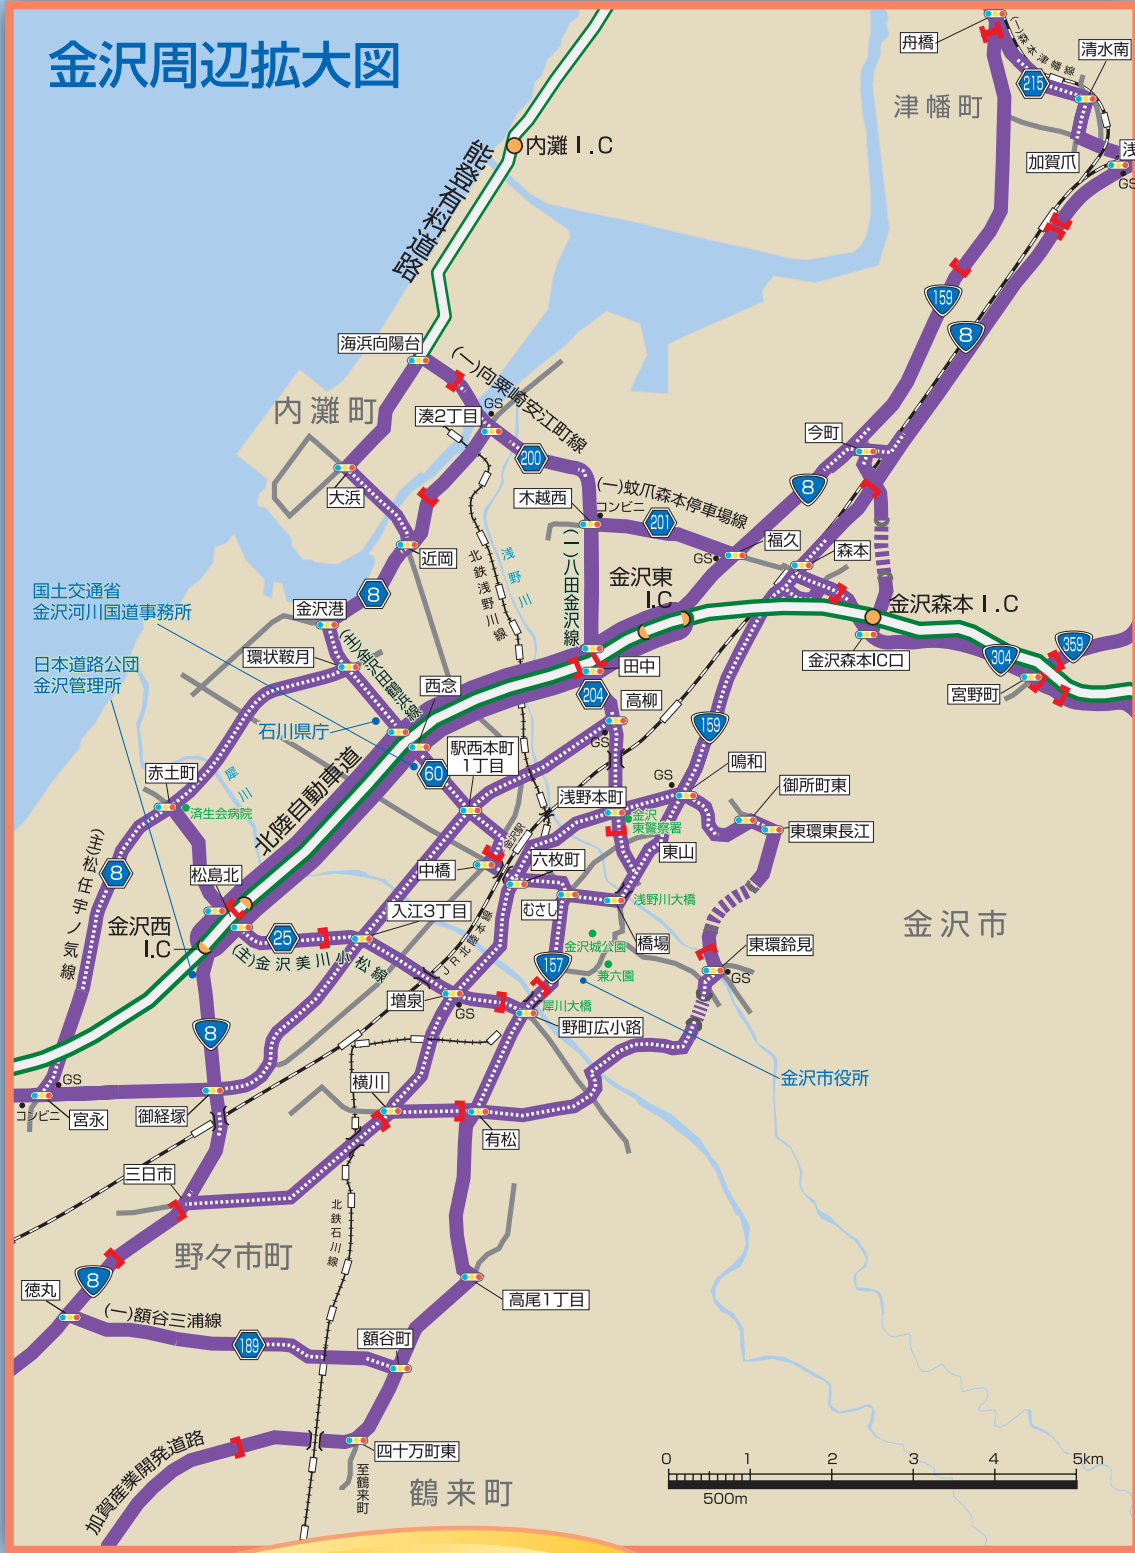 金沢周辺拡大図
舟橋
(一)森本津幡線
清水南
215
津幡町
加賀爪
浅
GS
内灘 I.C
能登有料道路
159
8
海浜向陽台
(一)向粟崎安江町線
内灘町
GS
湊2丁目
200
今町
大浜
木越西
コンビニ
(一)蚊爪森本停車場線
201
8
福久
GS
森本
近岡
北鉄浅野川線
浅野川
(一)八田金沢線
金沢東
I.C
金沢森本 I.C
国土交通省
金沢河川国道事務所
8
金沢港
(主)金沢田鶴浜線
環状鞍月
田中
金沢森本IC口
304
359
宮野町
日本道路公団
金沢管理所
西念
204
高柳
石川県庁
GS
159
駅西本町
1丁目
60
鳴和
GS
御所町東
赤土町
犀川
済生会病院
北陸自動車道
浅野本町
金沢
東警察署
東環東長江
金沢駅
(主)松任宇ノ気線
8
松島北
中橋
六枚町
東山
むさし
浅野川大橋
入江3丁目
金沢西
I.C
25
(主)金沢美川小松線
JR北陸本線
橋場
金沢城公園
157
兼六園
東環鈴見
GS
金沢市
増泉
GS
犀川大橋
野町広小路
8
金沢市役所
GS
コンビニ
宮永
御経塚
横川
有松
三日市
北鉄石川線
野々市町
8
徳丸
(一)額谷三浦線
189
高尾1丁目
額谷町
加賀産業開発道路
四十万町東
至鶴来町
鶴来町
0 1 2 3 4 5km
500m